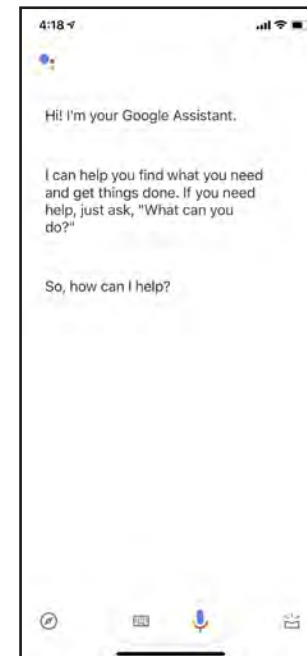 4:18
Hi! I'm your Google Assistant.
I can help you find what you need
and get things done. If you need
help, just ask, "What can you
do?"
So, how can I help?